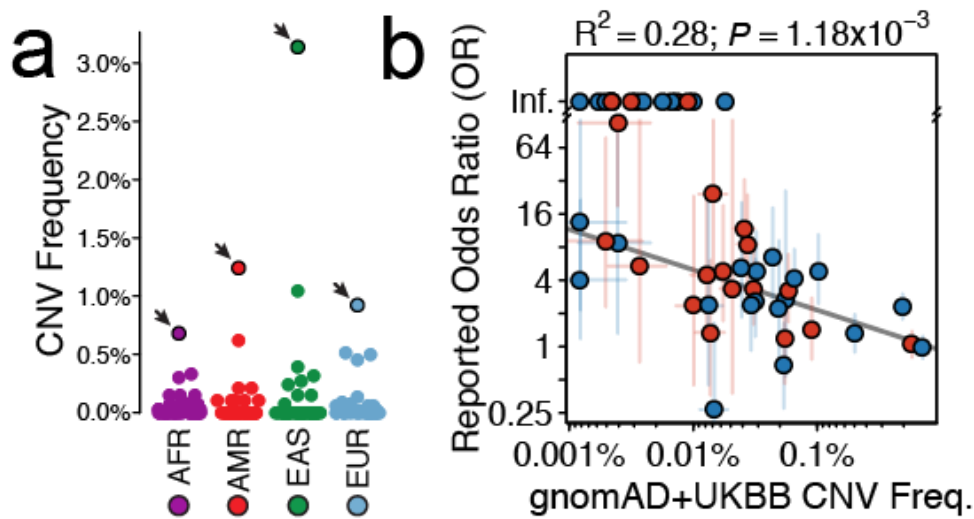 a
CNV Frequency
3.0%
2.5%
2.0%
1.5%
1.0%
0.5%
0.0%
AFR
AMR
EAS
EUR
b
R² = 0.28; P = 1.18x10⁻³
Reported Odds Ratio (OR)
Inf.
64
16
4
1
0.25
0.001%
0.01%
0.1%
gnomAD+UKBB CNV Freq.